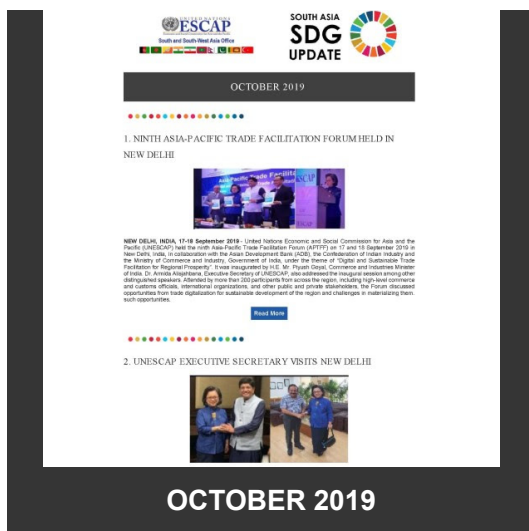 UNITED NATIONS
ESCAP
South and South-West Asia Office
SOUTH ASIA
SDG
UPDATE
OCTOBER 2019
1. NINTH ASIA-PACIFIC TRADE FACILITATION FORUM HELD IN
NEW DELHI
NEW DELHI, INDIA, 17-18 September 2019 - United Nations Economic and Social Commission for Asia and the
Pacific (UNESCAP) held the ninth Asia-Pacific Trade Facilitation Forum (APTFF) on 17 and 18 September 2019 in
New Delhi, India, in collaboration with the Asian Development Bank (ADB), the Confederation of Indian Industry and
the Ministry of Commerce and Industry, Government of India, under the theme of "Digital and Sustainable Trade
Facilitation for Regional Prosperity". It was inaugurated by H.E. Mr. Piyush Goyal, Commerce and Industries Minister
of India. Dr. Armida Alisjahbana, Executive Secretary of UNESCAP, also addressed the inaugural session among other
distinguished speakers. Attended by more than 200 participants from across the region, including high-level commerce
and customs officials, international organizations, and other public and private stakeholders, the Forum discussed
opportunities from trade digitalization for sustainable development of the region and challenges in materializing them.
such opportunities.
Read More
2. UNESCAP EXECUTIVE SECRETARY VISITS NEW DELHI
OCTOBER 2019